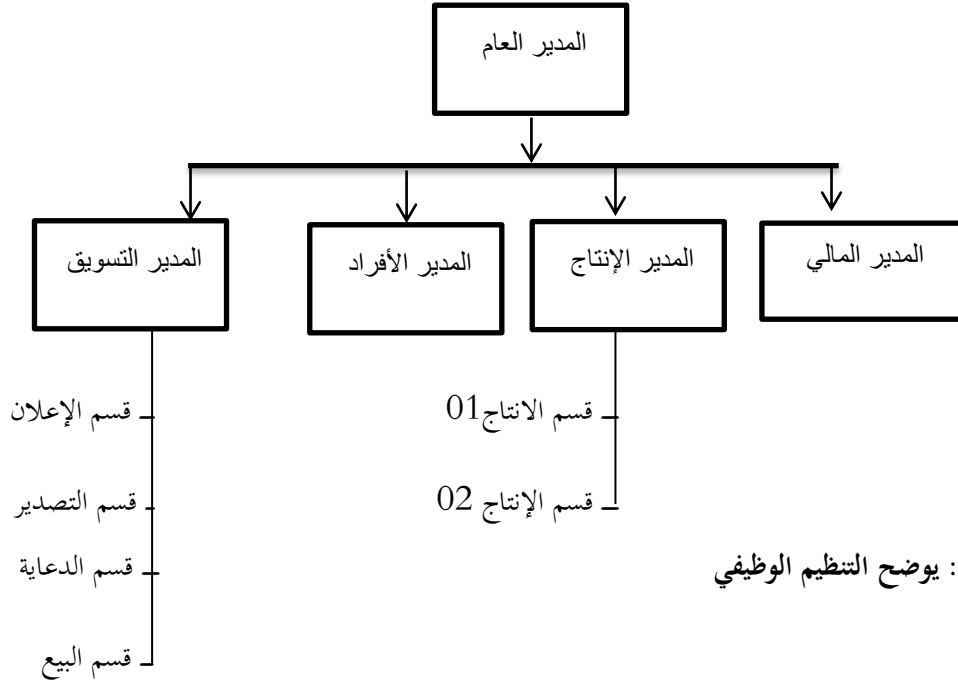 المدير العام
المدير المالي
المدير الإنتاج
المدير الأفراد
المدير التسويق
قسم الانتاج01
قسم الإنتاج 02
قسم الإعلان
قسم التصدير
قسم الدعاية
قسم البيع
: يوضح التنظيم الوظيفي